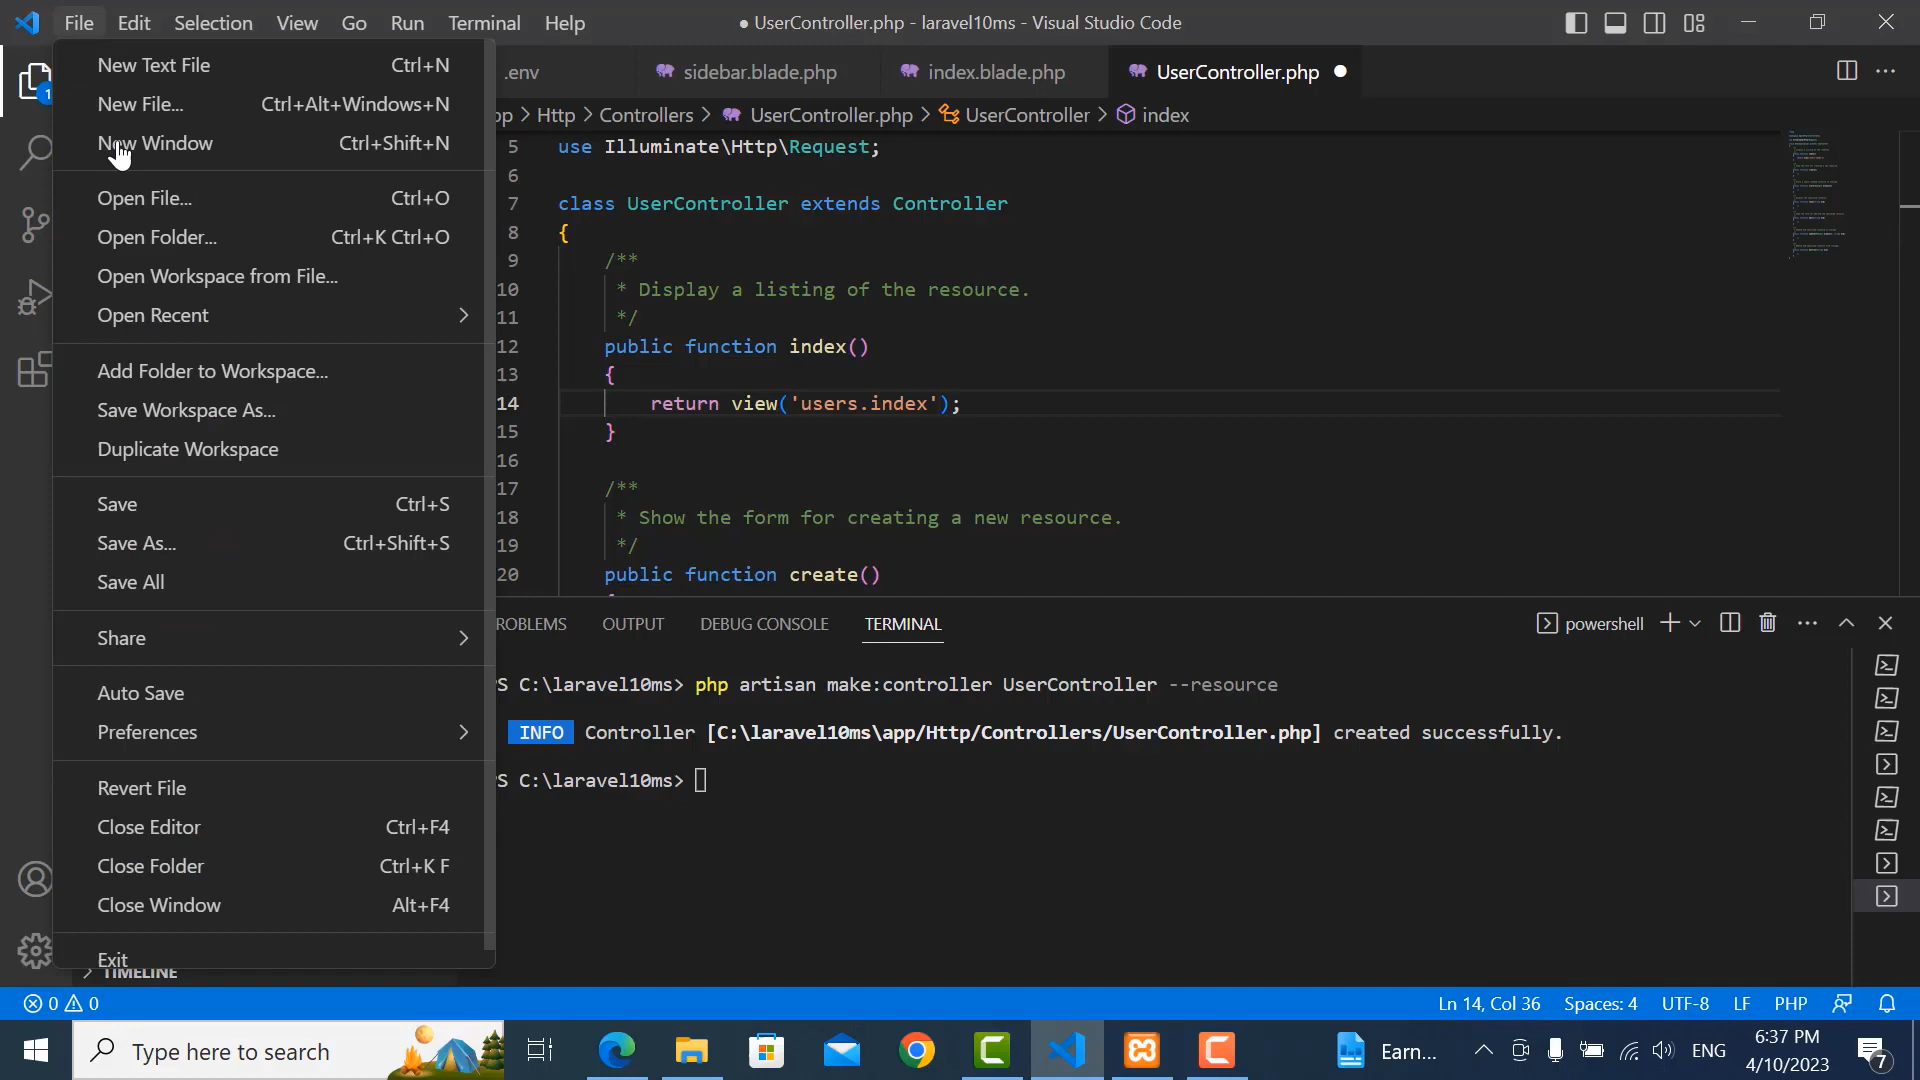 File Edit Selection View Go Run Terminal Help
● UserController.php - laravel10ms - Visual Studio Code
New Text File Ctrl+N
New File... Ctrl+Alt+Windows+N
New Window Ctrl+Shift+N
Open File... Ctrl+O
Open Folder... Ctrl+K Ctrl+O
Open Workspace from File...
Open Recent
Add Folder to Workspace...
Save Workspace As...
Duplicate Workspace
Save Ctrl+S
Save As... Ctrl+Shift+S
Save All
Share
Auto Save
Preferences
Revert File
Close Editor Ctrl+F4
Close Folder Ctrl+K F
Close Window Alt+F4
Exit
TIMELINE
1
.env sidebar.blade.php index.blade.php UserController.php ●
pp > Http > Controllers > UserController.php > UserController > index
5 use Illuminate\Http\Request;
6
7 class UserController extends Controller
8 {
9 /**
10 * Display a listing of the resource.
11 */
12 public function index()
13 {
14 return view('users.index');
15 }
16
17 /**
18 * Show the form for creating a new resource.
19 */
20 public function create()
ROBLEMS OUTPUT DEBUG CONSOLE TERMINAL
powershell
PS C:\laravel10ms> php artisan make:controller UserController --resource
INFO Controller [C:\laravel10ms\app/Http/Controllers/UserController.php] created successfully.
PS C:\laravel10ms>
0 0
Ln 14, Col 36 Spaces: 4 UTF-8 LF PHP
Type here to search
Earn...
ENG
6:37 PM
4/10/2023
7